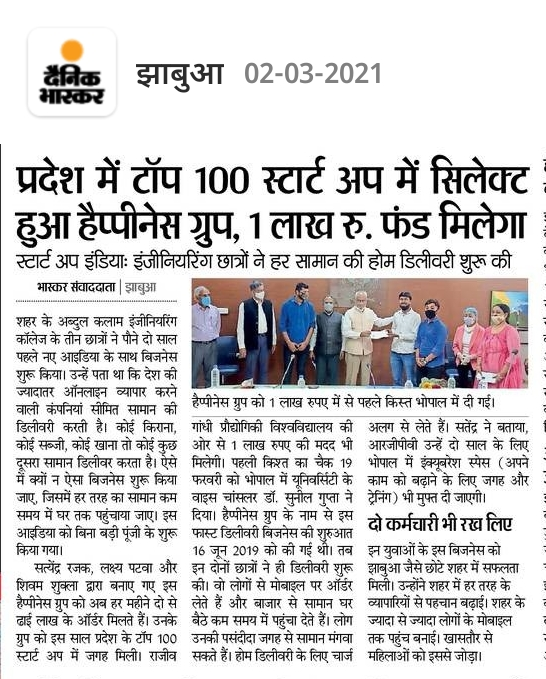 दैनिक
भास्कर
झाबुआ 02-03-2021
प्रदेश में टॉप 100 स्टार्ट अप में सिलेक्ट
हुआ हैप्पीनेस ग्रुप, 1 लाख रु. फंड मिलेगा
स्टार्ट अप इंडियाः इंजीनियरिंग छात्रों ने हर सामान की होम डिलीवरी शुरू की
भास्कर संवाददाता | झाबुआ
शहर के अब्दुल कलाम इंजीनियरिंग
कॉलेज के तीन छात्रों ने पौने दो साल
पहले नए आइडिया के साथ बिजनेस
शुरू किया। उन्हें पता था कि देश की
ज्यादातर ऑनलाइन व्यापार करने
वाली कंपनियां सीमित सामान की
डिलीवरी करती है। कोई किराना,
कोई सब्जी, कोई खाना तो कोई कुछ
दूसरा सामान डिलीवर करता है। ऐसे
में क्यों न ऐसा बिजनेस शुरू किया
जाए, जिसमें हर तरह का सामान कम
समय में घर तक पहुंचाया जाए। इस
आइडिया को बिना बड़ी पूंजी के शुरू
किया गया।
सत्येंद्र रजक, लक्ष्य पटवा और
शिवम शुक्ला द्वारा बनाए गए इस
हैप्पीनेस ग्रुप को अब हर महीने दो से
ढाई लाख के ऑर्डर मिलते हैं। उनके
ग्रुप को इस साल प्रदेश के टॉप 100
स्टार्ट अप में जगह मिली। राजीव
हैप्पीनेस ग्रुप को 1 लाख रुपए में से पहले किस्त भोपाल में दी गई।
गांधी प्रौद्योगिकी विश्वविद्यालय की
ओर से 1 लाख रुपए की मदद भी
मिलेगी। पहली किश्त का चैक 19
फरवरी को भोपाल में यूनिवर्सिटी के
वाइस चांसलर डॉ. सुनील गुप्ता ने
दिया। हैप्पीनेस ग्रुप के नाम से इस
फास्ट डिलीवरी बिजनेस की शुरुआत
16 जून 2019 को की गई थी। तब
इन दोनों छात्रों ने ही डिलीवरी शुरू
की। वो लोगों से मोबाइल पर ऑर्डर
लेते हैं और बाजार से सामान घर
बैठे कम समय में पहुंचा देते हैं। लोग
उनकी पसंदीदा जगह से सामान मंगवा
सकते हैं। होम डिलीवरी के लिए चार्ज
अलग से लेते हैं। सतेंद्र ने बताया,
आरजीपीवी उन्हें दो साल के लिए
भोपाल में इंक्यूबरेशन स्पेस (अपने
काम को बढ़ाने के लिए जगह और
ट्रेनिंग) भी मुफ्त दी जाएगी।
दो कर्मचारी भी रख लिए
इन युवाओं के इस बिजनेस को
झाबुआ जैसे छोटे शहर में सफलता
मिली। उन्होंने शहर में हर तरह के
व्यापारियों से पहचान बढ़ाई। शहर के
ज्यादा से ज्यादा लोगों के मोबाइल
तक पहुंच बनाई। खासतौर से
महिलाओं को इससे जोड़ा।